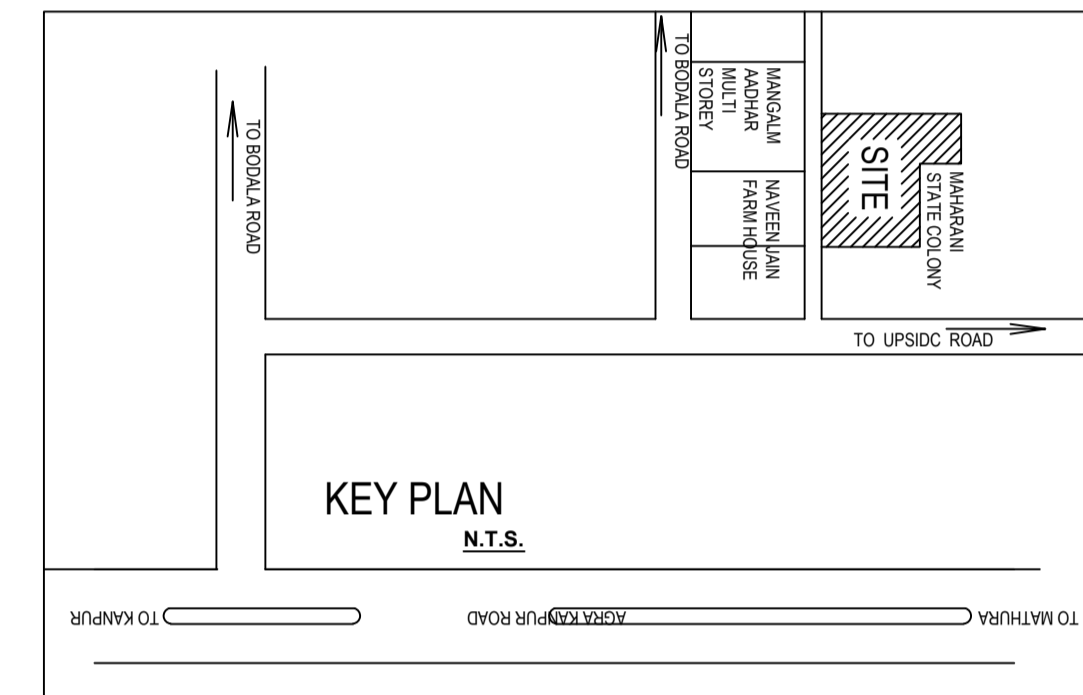 TO BODALA ROAD
TO BODALA ROAD
MANGALM
AADHAR
MULTI
STOREY
NAVEEN JAIN
FARM HOUSE
SITE
MAHARANI
STATE COLONY
TO UPSIDC ROAD
KEY PLAN
N.T.S.
TO KANPUR
AGRA KANPUR ROAD
TO MATHURA